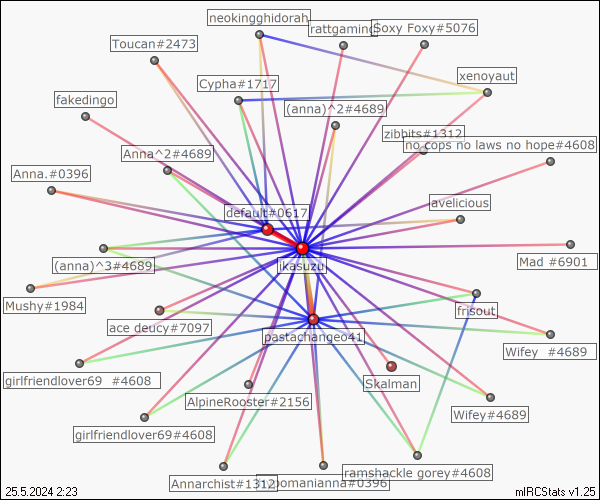 neokingghidorah
rattgaming
Soxy Foxy#5076
Toucan#2473
xenoyaut
Cypha#1717
fakedingo
(anna)^2#4689
zibbits#1312
no cops no laws no hope#4608
Anna^2#4689
Anna.#0396
avelicious
default#0617
jkasuzu
(anna)^3#4689
Mad #6901
Mushy#1984
frisout
ace deucy#7097
pastachangeo41
Wifey #4689
girlfriendlover69 #4608
Skalman
AlpineRooster#2156
Wifey#4689
girlfriendlover69#4608
ramshackle gorey#4608
Annarchist#1312
omanianna#0396
25.5.2024 2:23
mIRCStats v1.25